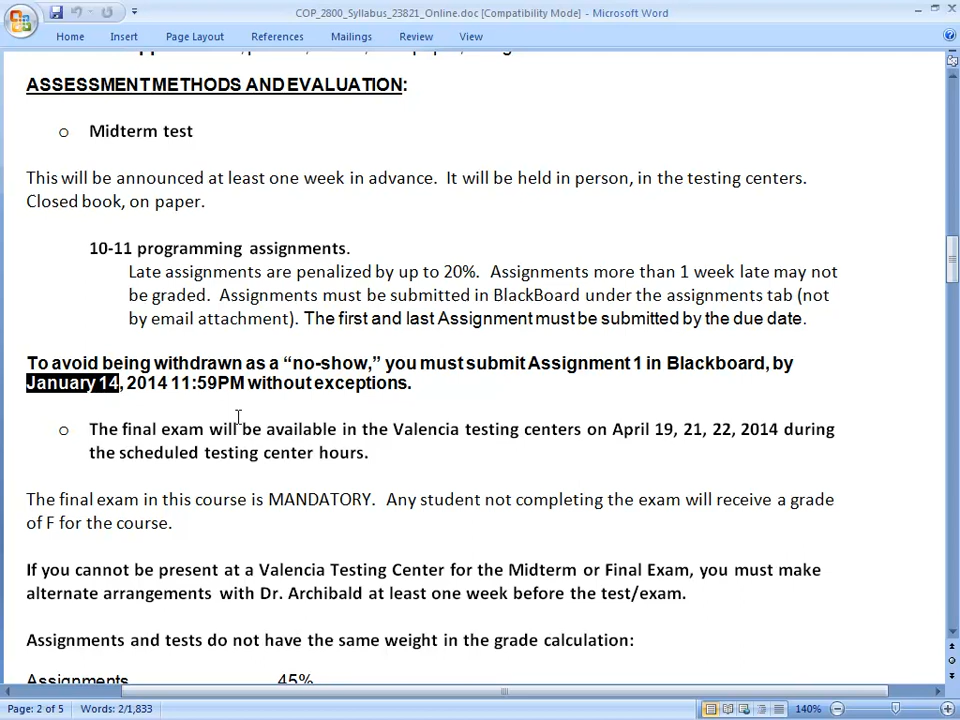 COP_2800_Syllabus_23821_Online.doc [Compatibility Mode] - Microsoft Word
Home Insert Page Layout References Mailings Review View
ASSESSMENT METHODS AND EVALUATION:
o Midterm test
This will be announced at least one week in advance. It will be held in person, in the testing centers.
Closed book, on paper.
10-11 programming assignments.
Late assignments are penalized by up to 20%. Assignments more than 1 week late may not
be graded. Assignments must be submitted in BlackBoard under the assignments tab (not
by email attachment). The first and last Assignment must be submitted by the due date.
To avoid being withdrawn as a “no-show,” you must submit Assignment 1 in Blackboard, by
January 14, 2014 11:59PM without exceptions.
o The final exam will be available in the Valencia testing centers on April 19, 21, 22, 2014 during
the scheduled testing center hours.
The final exam in this course is MANDATORY. Any student not completing the exam will receive a grade
of F for the course.
If you cannot be present at a Valencia Testing Center for the Midterm or Final Exam, you must make
alternate arrangements with Dr. Archibald at least one week before the test/exam.
Assignments and tests do not have the same weight in the grade calculation:
Assignments 45%
Page: 2 of 5 Words: 2/1,833 140%